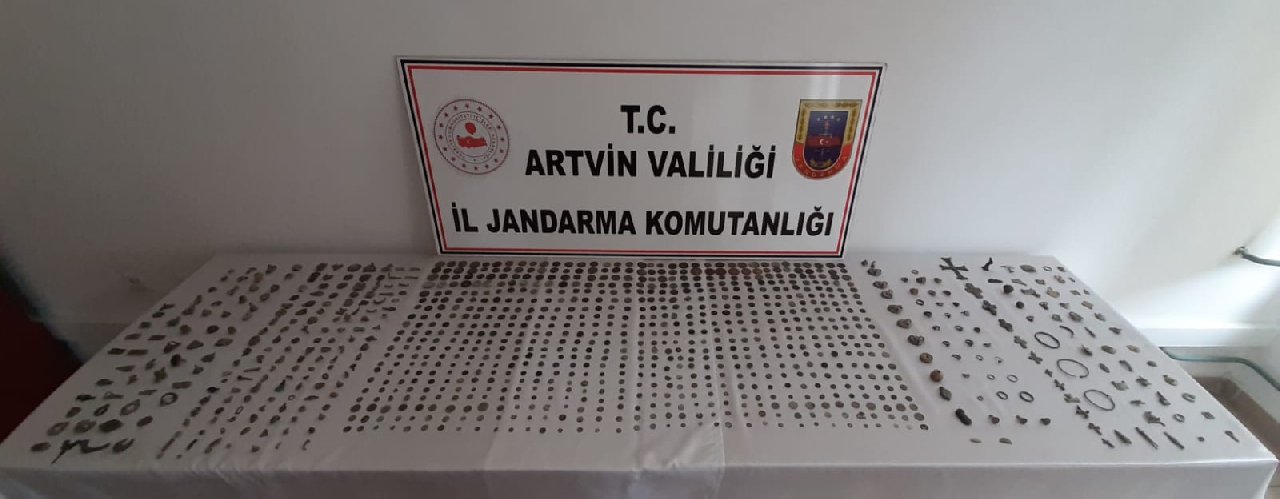 T.C.
ARTVİN VALİLİĞİ
İL JANDARMA KOMUTANLIĞI